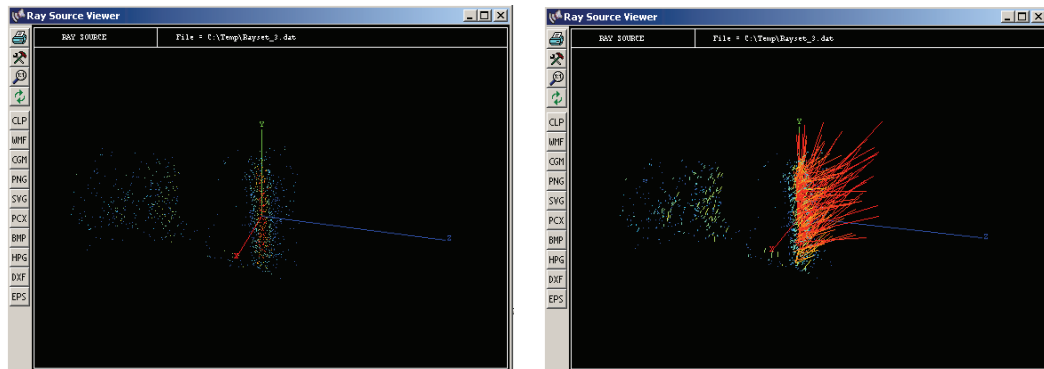 Ray Source Viewer
RAY SOURCE File = C:\Temp\Rayset_3.dat
CLP
WMF
CGM
PNG
SVG
PCX
BMP
HPG
DXF
EPS
Y
Ray Source Viewer
RAY SOURCE File = C:\Temp\Rayset_3.dat
CLP
WMF
CGM
PNG
SVG
PCX
BMP
HPG
DXF
EPS
Y